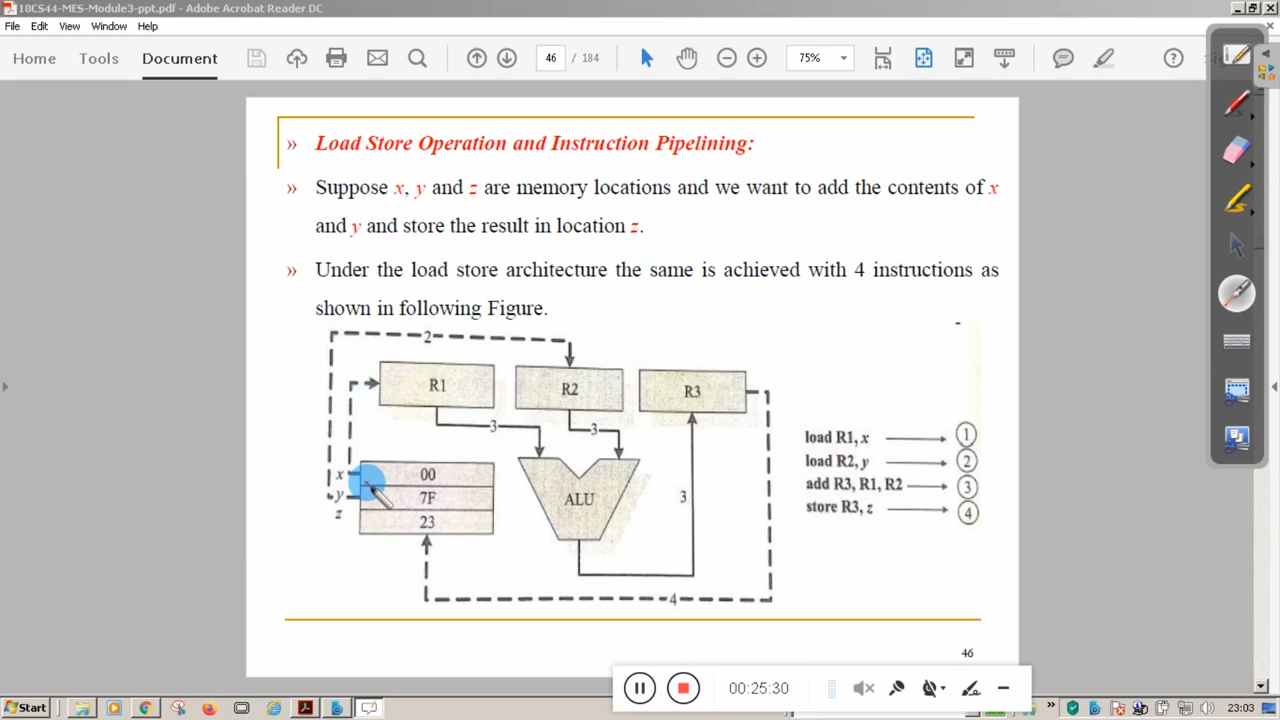 18CS44-MES-Module3-ppt.pdf - Adobe Acrobat Reader DC
File Edit View Window Help
Home Tools Document 46 / 184 75%
» Load Store Operation and Instruction Pipelining:
» Suppose x, y and z are memory locations and we want to add the contents of x
and y and store the result in location z.
» Under the load store architecture the same is achieved with 4 instructions as
shown in following Figure.
2
R1 R2 R3
3 3
x 00
y 7F
z 23
ALU
3
4
load R1, x 1
load R2, y 2
add R3, R1, R2 3
store R3, z 4
46
00:25:30
Start 23:03